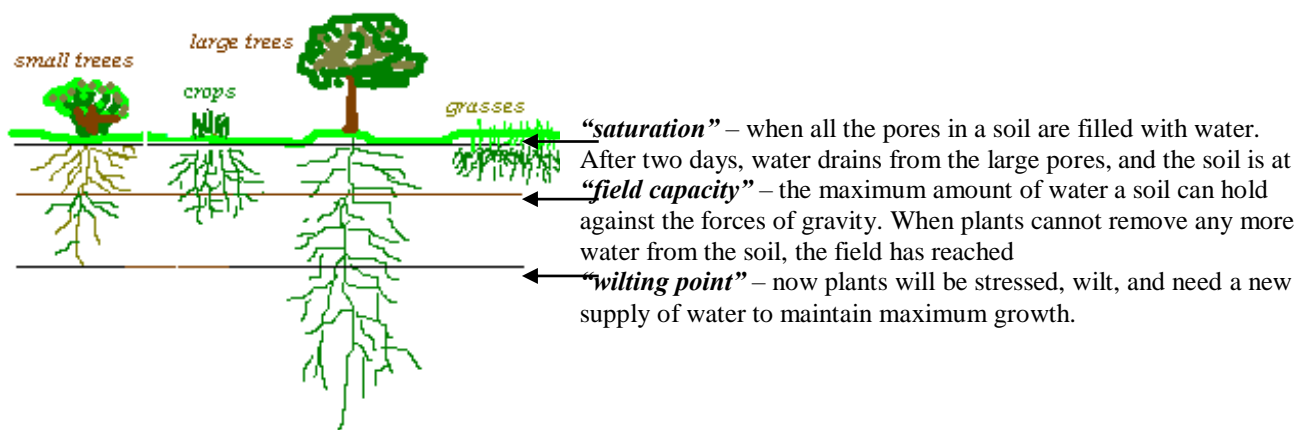 large trees
small treees
crops
grasses
“saturation” – when all the pores in a soil are filled with water.
After two days, water drains from the large pores, and the soil is at
“field capacity” – the maximum amount of water a soil can hold
against the forces of gravity. When plants cannot remove any more
water from the soil, the field has reached
“wilting point” – now plants will be stressed, wilt, and need a new
supply of water to maintain maximum growth.